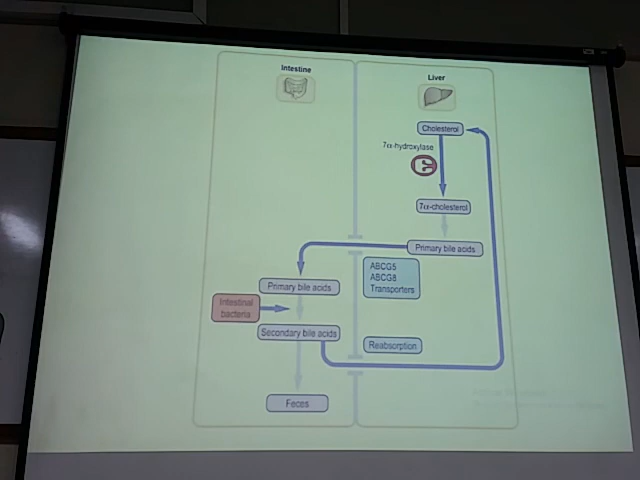 Intestine
Liver
Cholesterol
7α-hydroxylase
7α-cholesterol
Primary bile acids
ABCG5
ABCG8
Transporters
Primary bile acids
Intestinal
bacteria
Secondary bile acids
Reabsorption
Feces